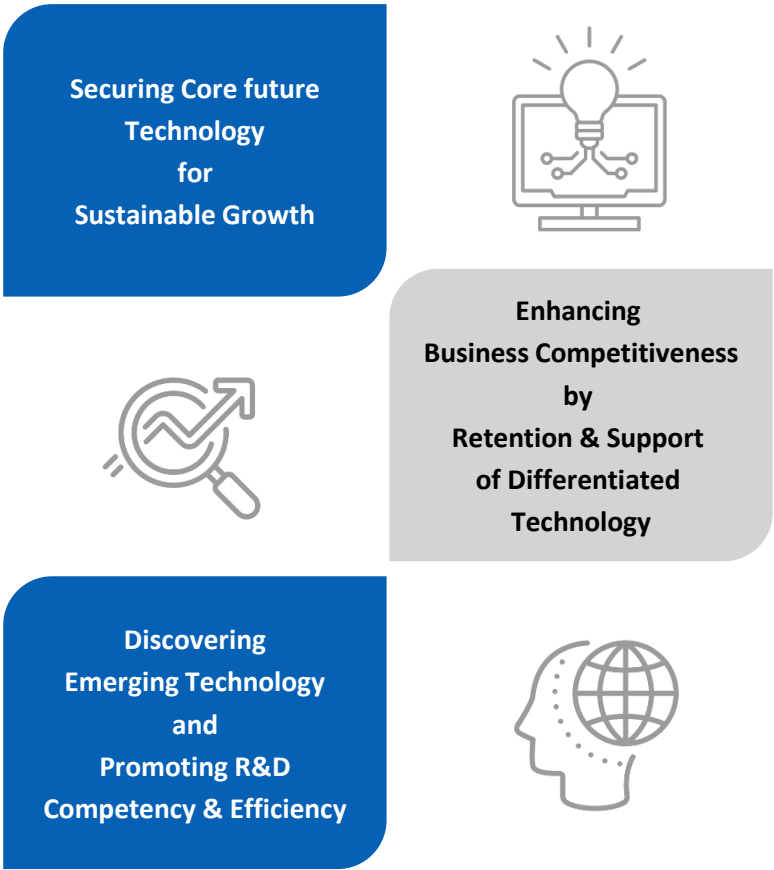 Securing Core future
Technology
for
Sustainable Growth
Enhancing
Business Competitiveness
by
Retention & Support
of Differentiated
Technology
Discovering
Emerging Technology
and
Promoting R&D
Competency & Efficiency